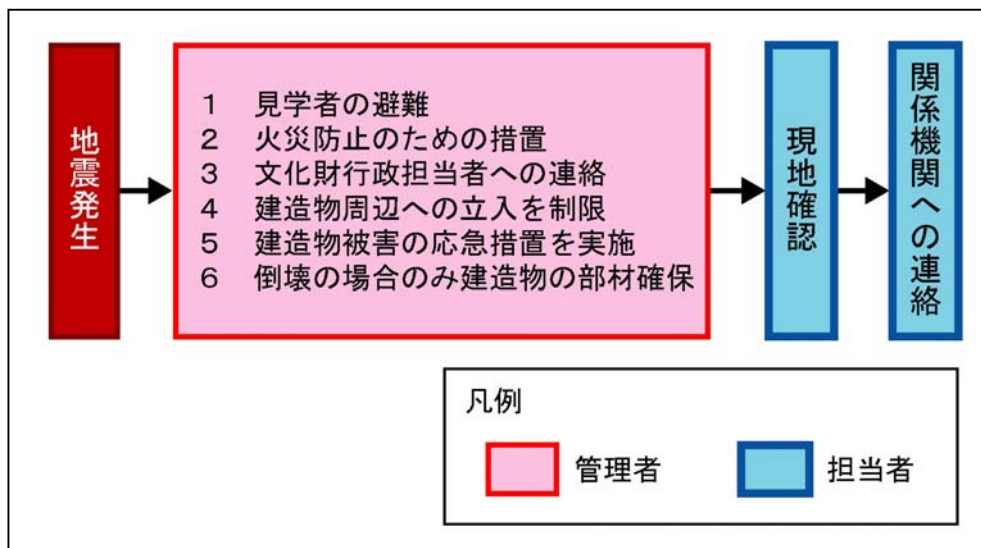 地震発生
1 見学者の避難
2 火災防止のための措置
3 文化財行政担当者への連絡
4 建造物周辺への立入を制限
5 建造物被害の応急措置を実施
6 倒壊の場合のみ建造物の部材確保
現地確認
関係機関への連絡
凡例
管理者
担当者